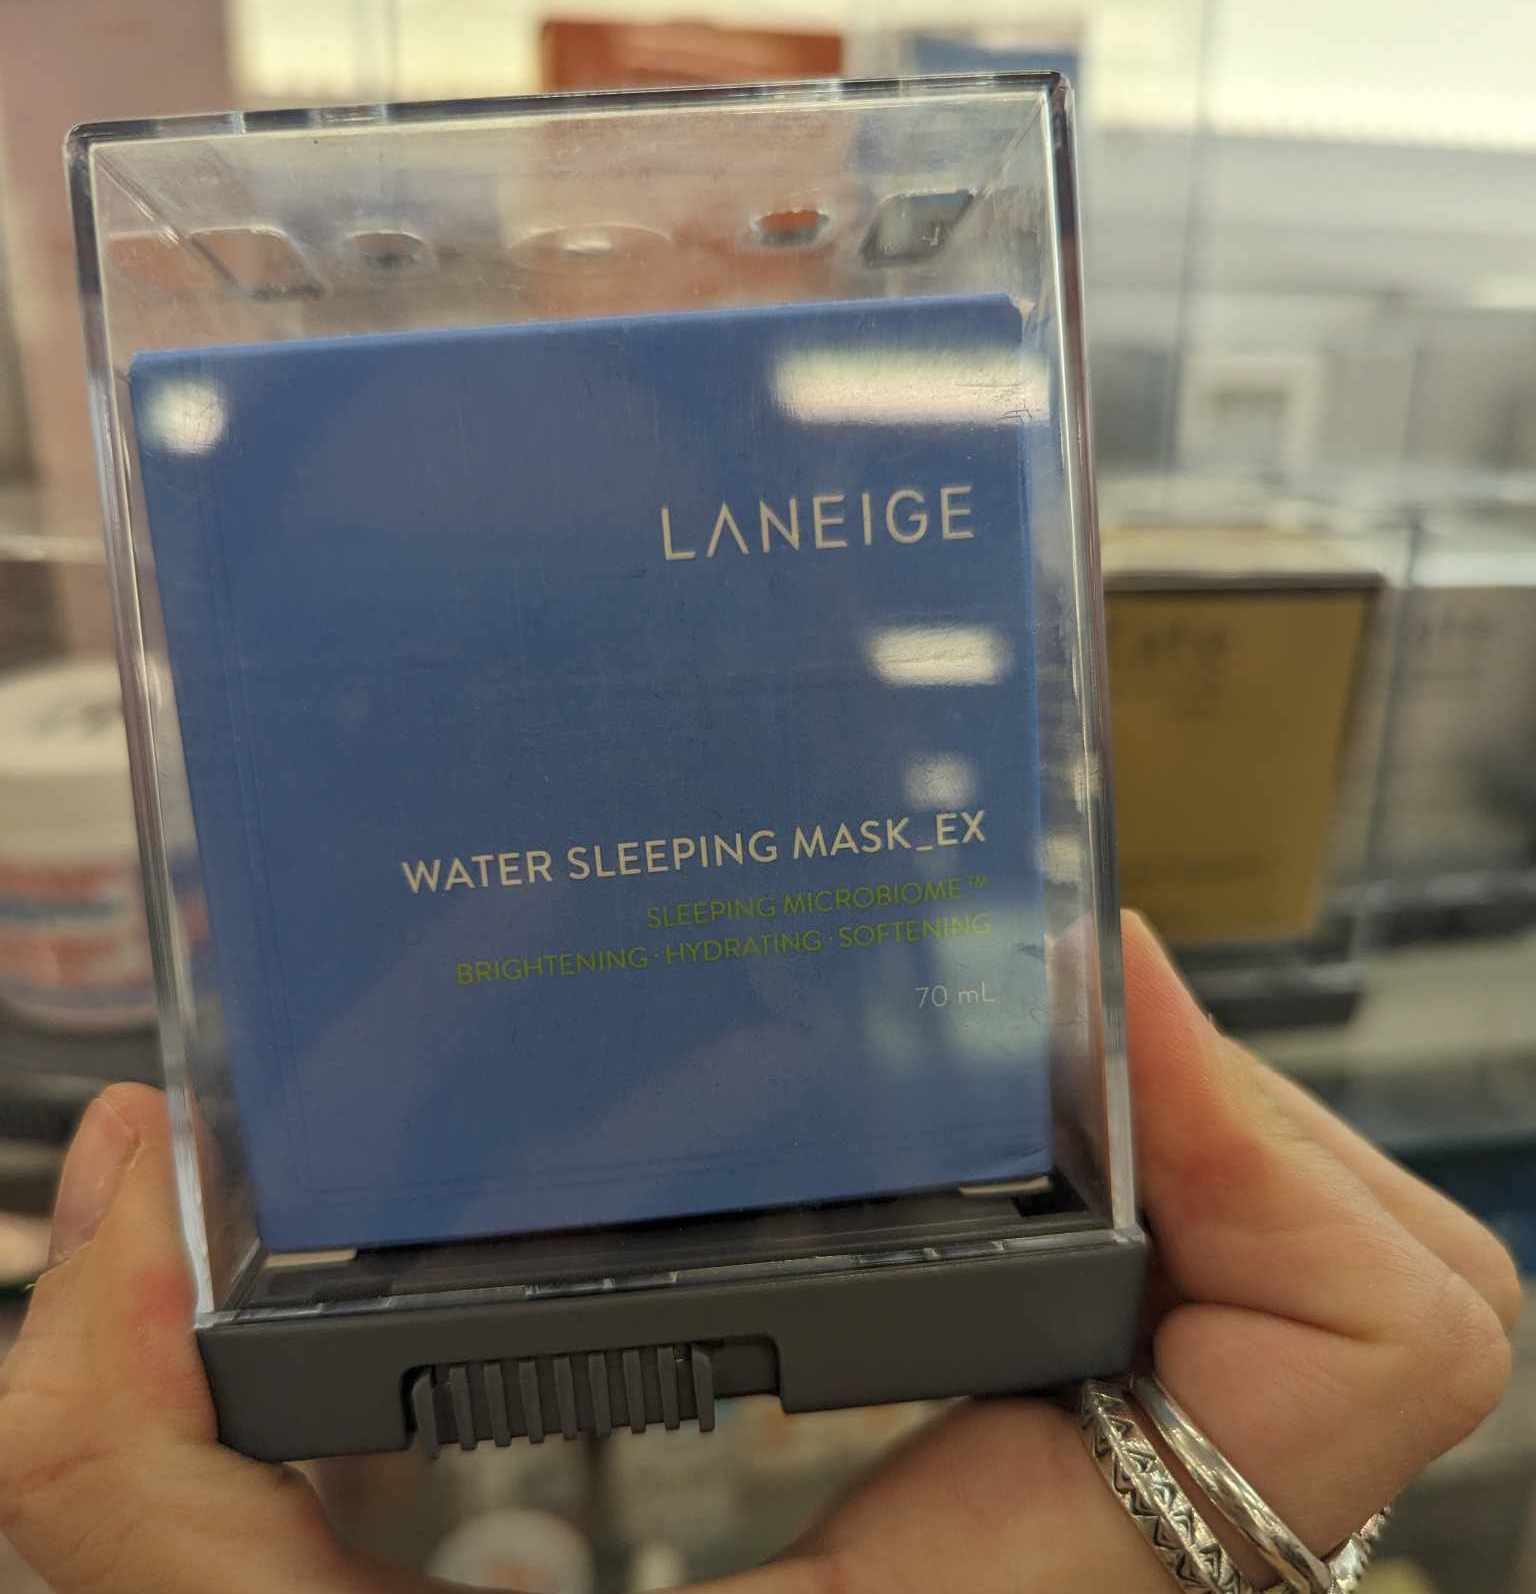 LANEIGE
WATER SLEEPING MASK_EX
SLEEPING MICROBIOME™
BRIGHTENING · HYDRATING · SOFTENING
70 mL